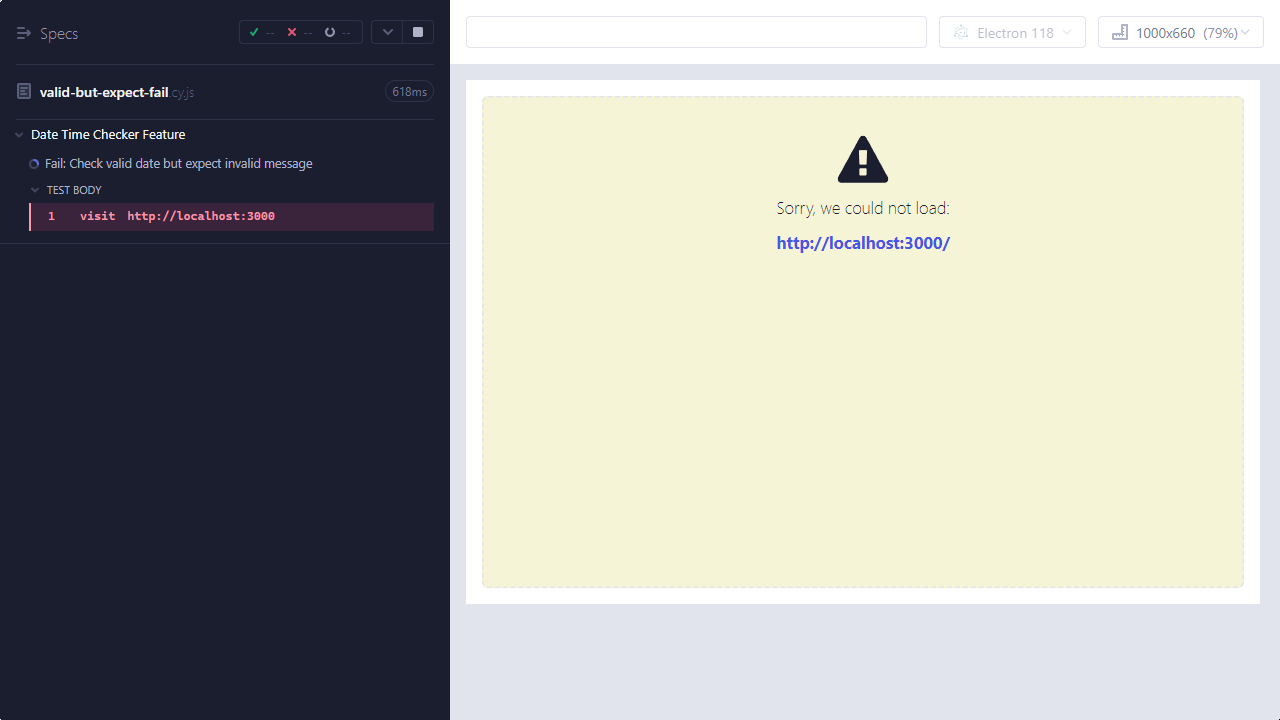 Specs
-- -- --
valid-but-expect-fail.cy.js 618ms
Date Time Checker Feature
Fail: Check valid date but expect invalid message
TEST BODY
1 visit http://localhost:3000
Electron 118
1000x660 (79%)
Sorry, we could not load:
http://localhost:3000/